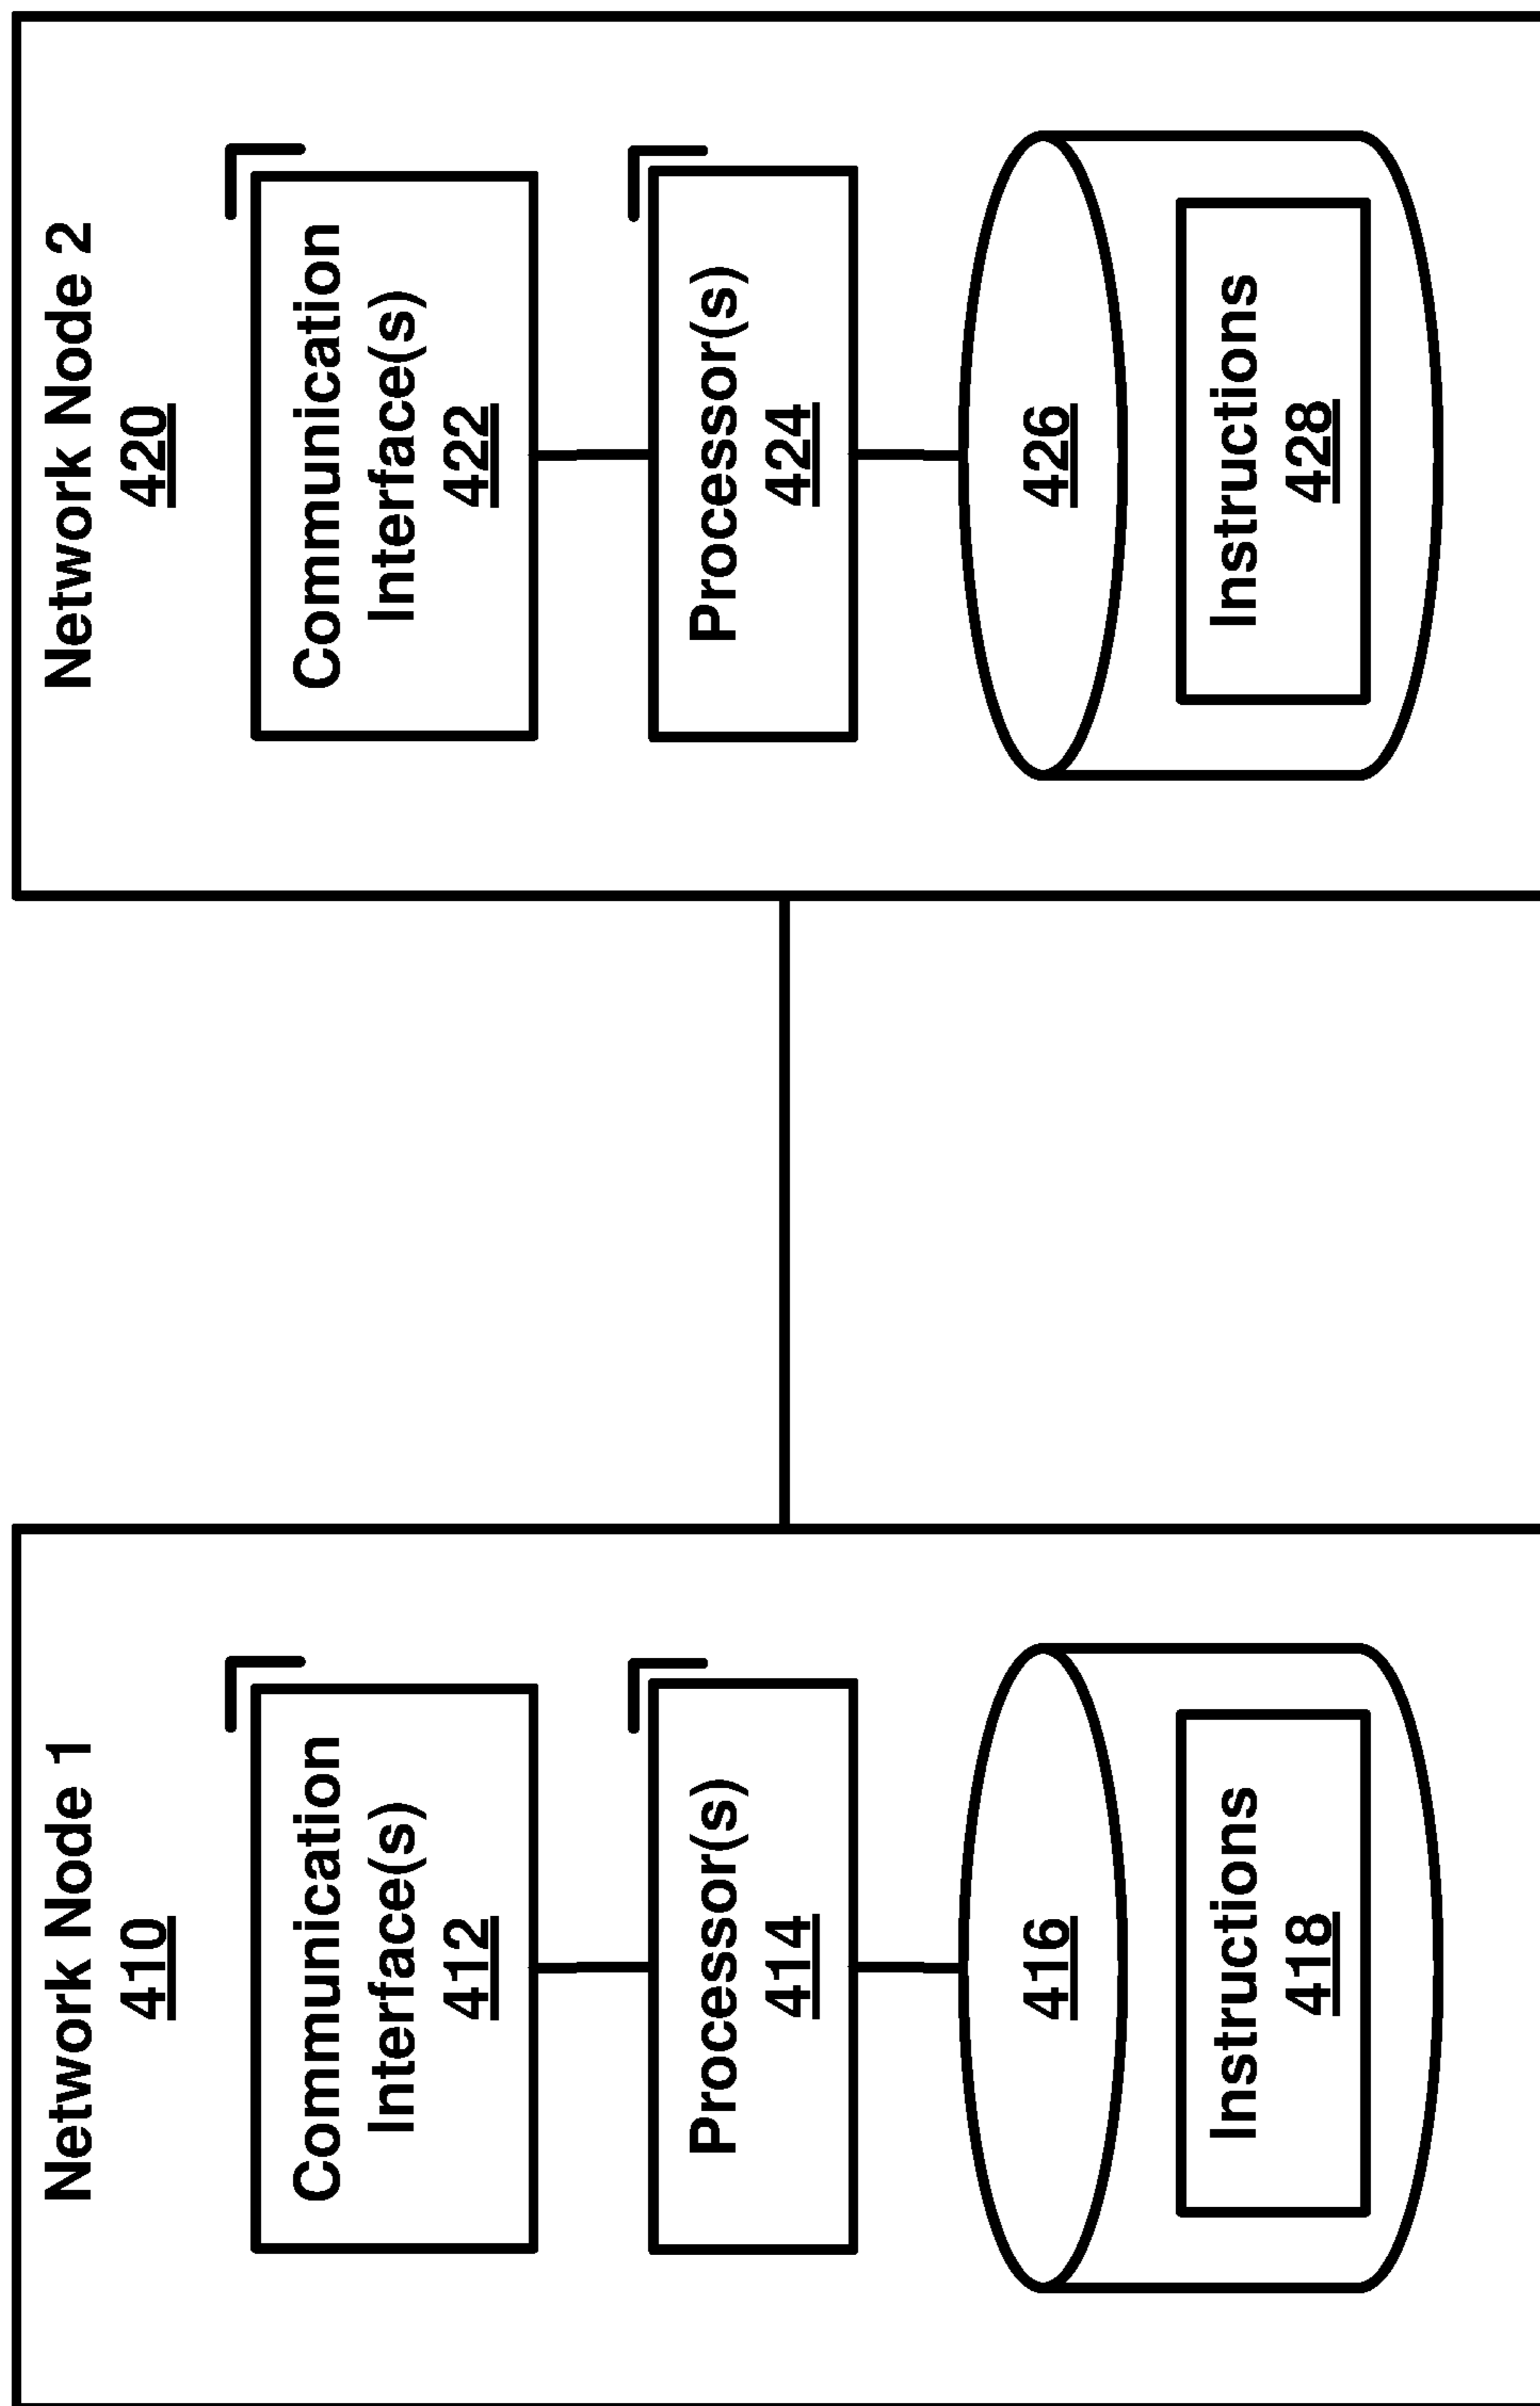 Network Node 1
410
Communication
Interface(s)
412
Processor(s)
414
416
Instructions
418
Network Node 2
420
Communication
Interface(s)
422
Processor(s)
424
426
Instructions
428